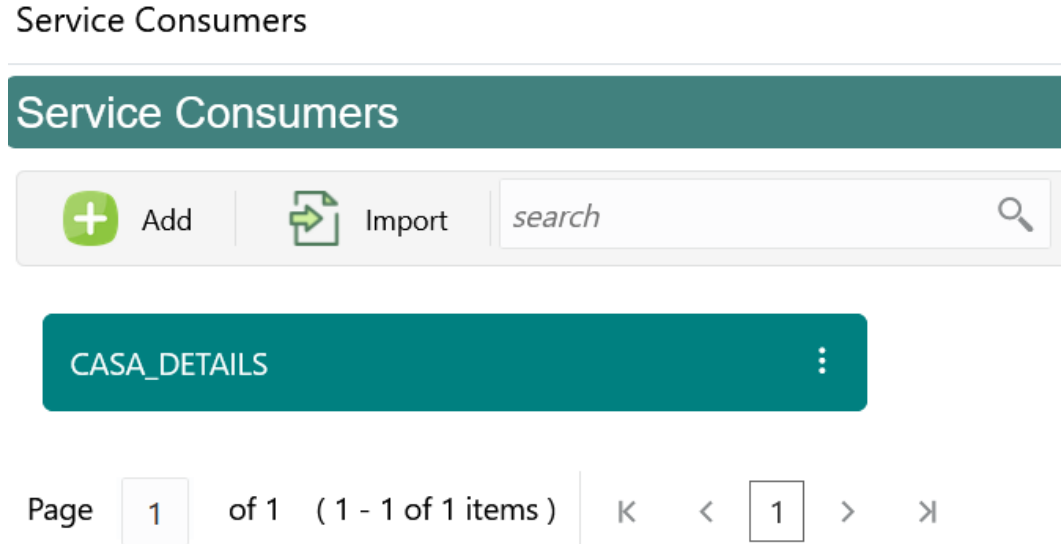 Service Consumers
Service Consumers
Add Import search
CASA_DETAILS
Page 1 of 1 ( 1 - 1 of 1 items ) 1